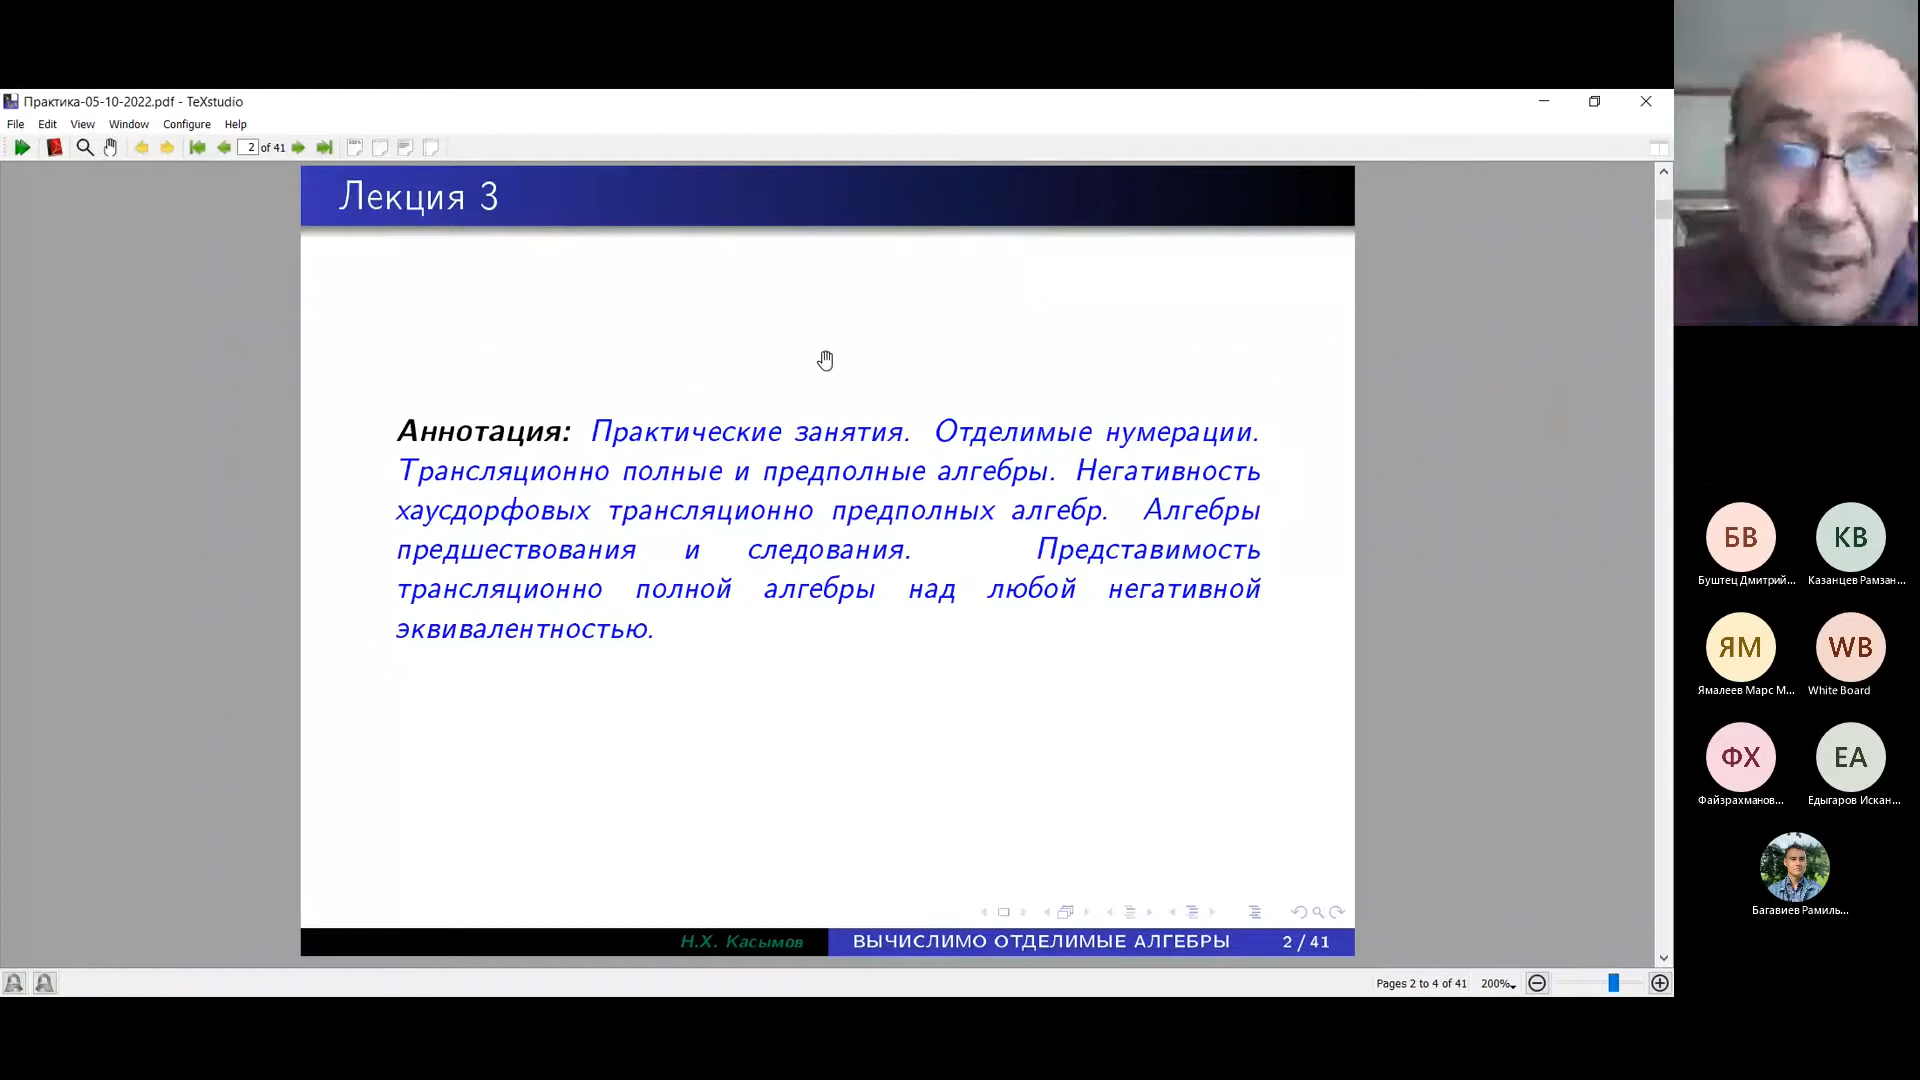 Практика-05-10-2022.pdf - TeXstudio
File Edit View Window Configure Help
2 of 41
Лекция 3
Аннотация: Практические занятия. Отделимые нумерации.
Трансляционно полные и предполные алгебры. Негативность
хаусдорфовых трансляционно предполных алгебр. Алгебры
предшествования и следования. Представимость
трансляционно полной алгебры над любой негативной
эквивалентностью.
Н.Х. Касымов ВЫЧИСЛИМО ОТДЕЛИМЫЕ АЛГЕБРЫ 2 / 41
Pages 2 to 4 of 41 200%
БВ КВ
Буштец Дмитрий... Казанцев Рамзан...
ЯМ WB
Ямалеев Марс М... White Board
ФХ ЕА
Файзрахманов... Едыгаров Искан...
Багавиев Рамиль...